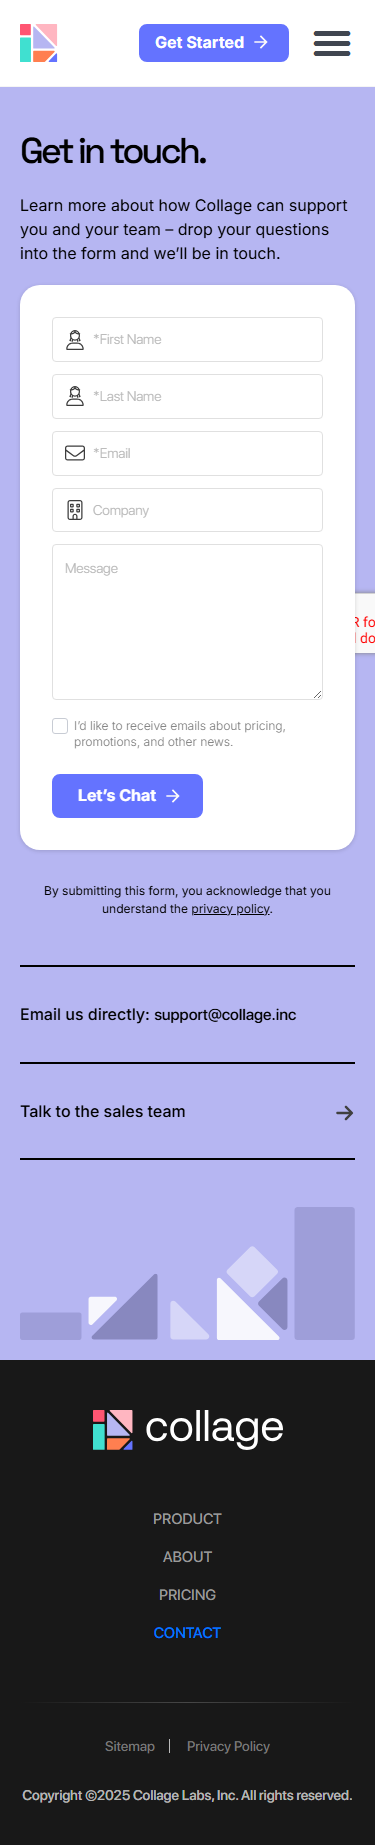 Get Started
Get in touch.
Learn more about how Collage can support
you and your team – drop your questions
into the form and we'll be in touch.
*First Name
*Last Name
*Email
Company
Message
R fo
do
I'd like to receive emails about pricing,
promotions, and other news.
Let's Chat
By submitting this form, you acknowledge that you
understand the privacy policy.
Email us directly: support@collage.inc
Talk to the sales team
collage
PRODUCT
ABOUT
PRICING
CONTACT
Sitemap | Privacy Policy
Copyright ©2025 Collage Labs, Inc. All rights reserved.